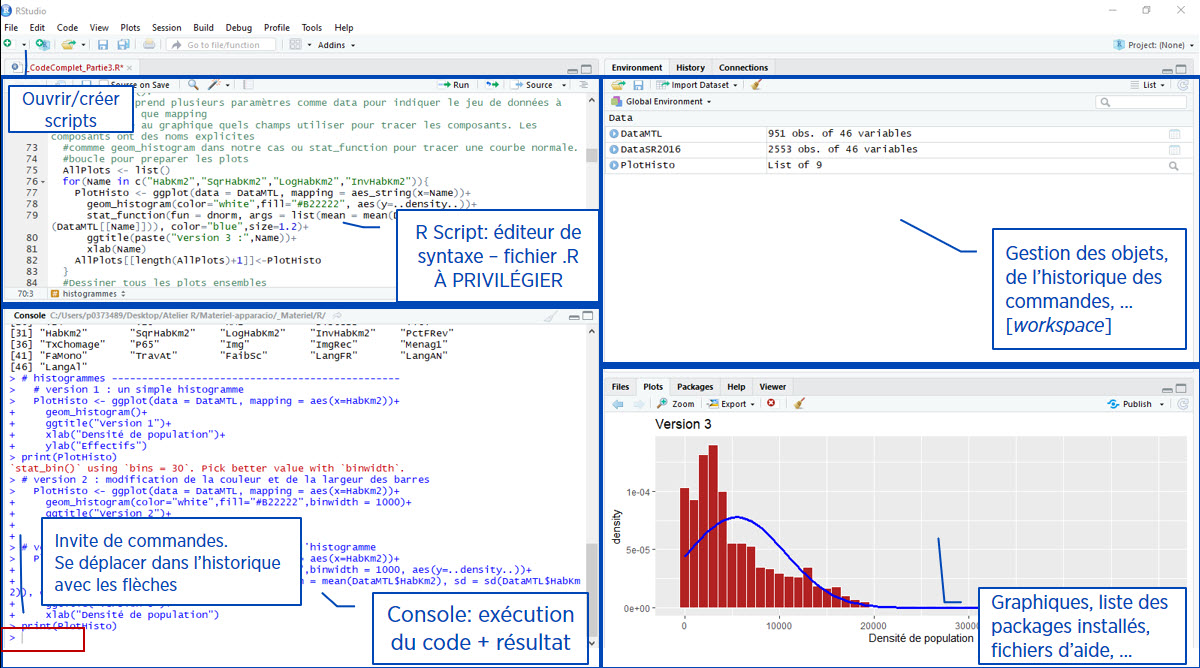 RStudio
File Edit Code View Plots Session Build Debug Profile Tools Help
Go to file/function Addins Project: (None)
_CodeComplet_Partie3.R*
Source on Save Run Source
Ouvrir/créer
scripts
prend plusieurs paramètres comme data pour indiquer le jeu de données à
que mapping
au graphique quels champs utiliser pour tracer les composants. Les
composants ont des noms explicites
73 #commme geom_histogram dans notre cas ou stat_function pour tracer une courbe normale.
74 #boucle pour preparer les plots
75 AllPlots <- list()
76 for(Name in c("HabKm2","SqrHabKm2","LogHabKm2","InvHabKm2")){
77 PlotHisto <- ggplot(data = DataMTL, mapping = aes_string(x=Name))+
78 geom_histogram(color="white",fill="#B22222", aes(y=..density..))+
79 stat_function(fun = dnorm, args = list(mean = mean(
(DataMTL[[Name]])), color="blue",size=1.2)+
80 ggtitle(paste("Version 3 :",Name))+
81 xlab(Name)
82 AllPlots[[length(AllPlots)+1]]<-PlotHisto
83 }
84 #Dessiner tous les plots ensembles
70:3 histogrammes
R Script: éditeur de
syntaxe – fichier .R
À PRIVILÉGIER
Console C:/Users/p0373489/Desktop/Atelier R/Materiel-apparacio/_Materiel/R/
[31] "HabKm2" "SqrHabKm2" "LogHabKm2" "InvHabKm2" "PctFRev"
[36] "TxChomage" "P65" "Img" "ImgRec" "Menag1"
[41] "FaMono" "TravAt" "FaibSc" "LangFR" "LangAN"
[46] "LangAl"
> # histogrammes ------------------------------------------------
> # version 1 : un simple histogramme
> PlotHisto <- ggplot(data = DataMTL, mapping = aes(x=HabKm2))+
+ geom_histogram()+
+ ggtitle("Version 1")+
+ xlab("Densité de population")+
+ ylab("Effectifs")
> print(PlotHisto)
`stat_bin()` using `bins = 30`. Pick better value with `binwidth`.
> # version 2 : modification de la couleur et de la largeur des barres
> PlotHisto <- ggplot(data = DataMTL, mapping = aes(x=HabKm2))+
+ geom_histogram(color="white",fill="#B22222",binwidth = 1000)+
+ ggtitle("Version 2")+
+
+
> # histogramme
> aes(x=HabKm2))+
+ ,binwidth = 1000, aes(y=..density..))+
+ = mean(DataMTL$HabKm2), sd = sd(DataMTL$HabKm
2)),
+
+ xlab("Densité de population")
> print(PlotHisto)
>
Invite de commandes.
Se déplacer dans l’historique
avec les flèches
Console: exécution
du code + résultat
Environment History Connections
Import Dataset List
Global Environment
Data
DataMTL 951 obs. of 46 variables
DataSR2016 2553 obs. of 46 variables
PlotHisto List of 9
Gestion des objets,
de l’historique des
commandes, ...
[workspace]
Files Plots Packages Help Viewer
Zoom Export Publish
Version 3
density
1e-04
5e-05
0e+00
0 10000 20000 30000
Densité de population
Graphiques, liste des
packages installés,
fichiers d’aide, ...